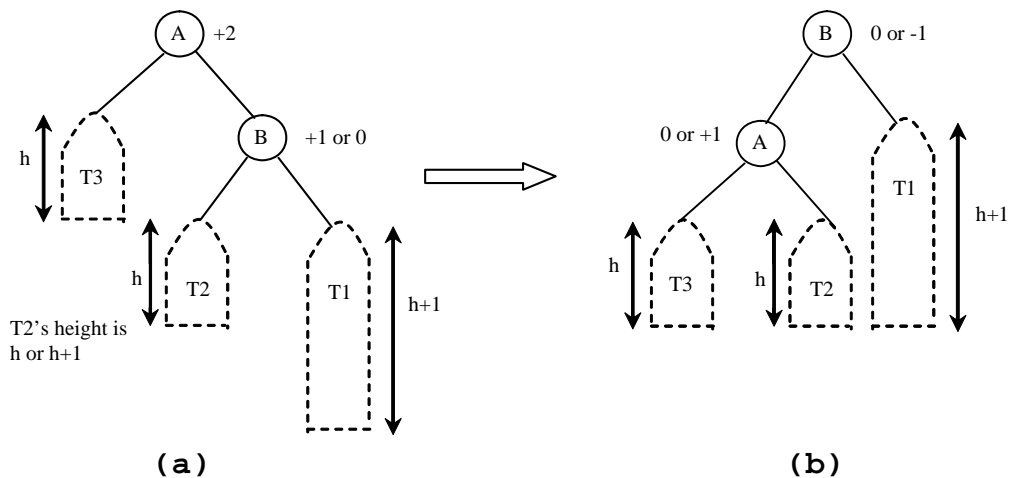 A +2
B 0 or -1
B +1 or 0
0 or +1 A
h
T3
T1
h+1
h
T2
T1
h+1
h
T3
h
T2
T2's height is
h or h+1
(a)
(b)